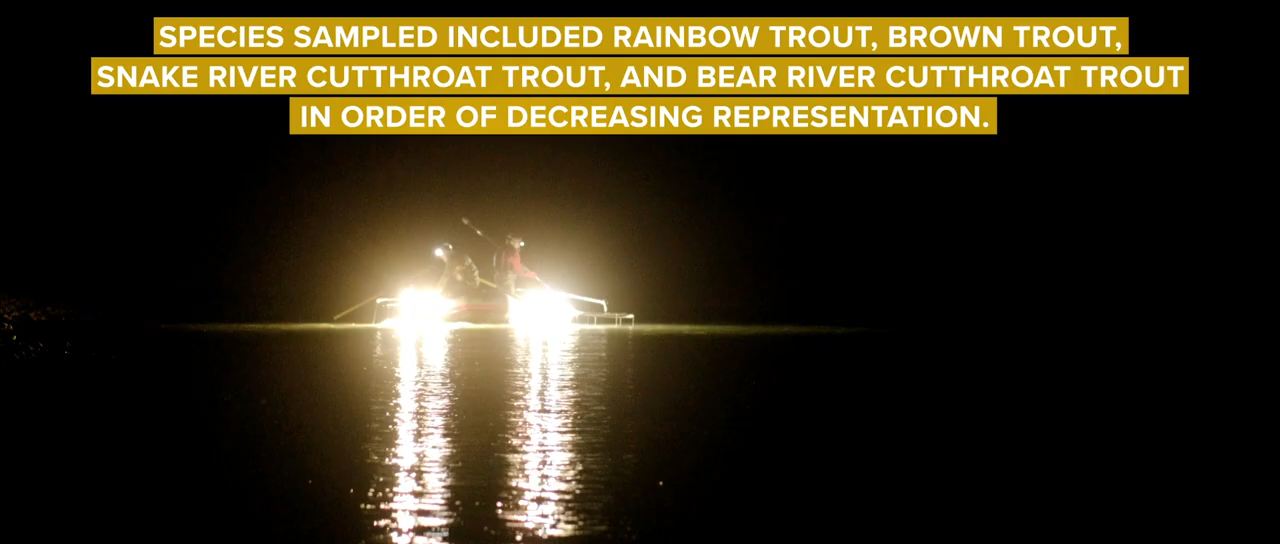 SPECIES SAMPLED INCLUDED RAINBOW TROUT, BROWN TROUT,
SNAKE RIVER CUTTHROAT TROUT, AND BEAR RIVER CUTTHROAT TROUT
IN ORDER OF DECREASING REPRESENTATION.